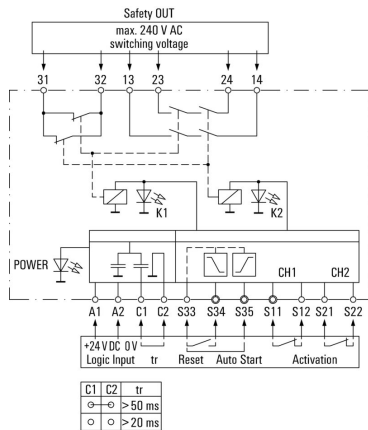 Safety OUT
max. 240 V AC
switching voltage
31 32 13 23 24 14
K1 K2
POWER
CH1 CH2
A1 A2 C1 C2 S33 S34 S35 S11 S12 S21 S22
+24 V DC 0 V
Logic Input tr Reset Auto Start Activation
C1 C2 tr
> 50 ms
> 20 ms